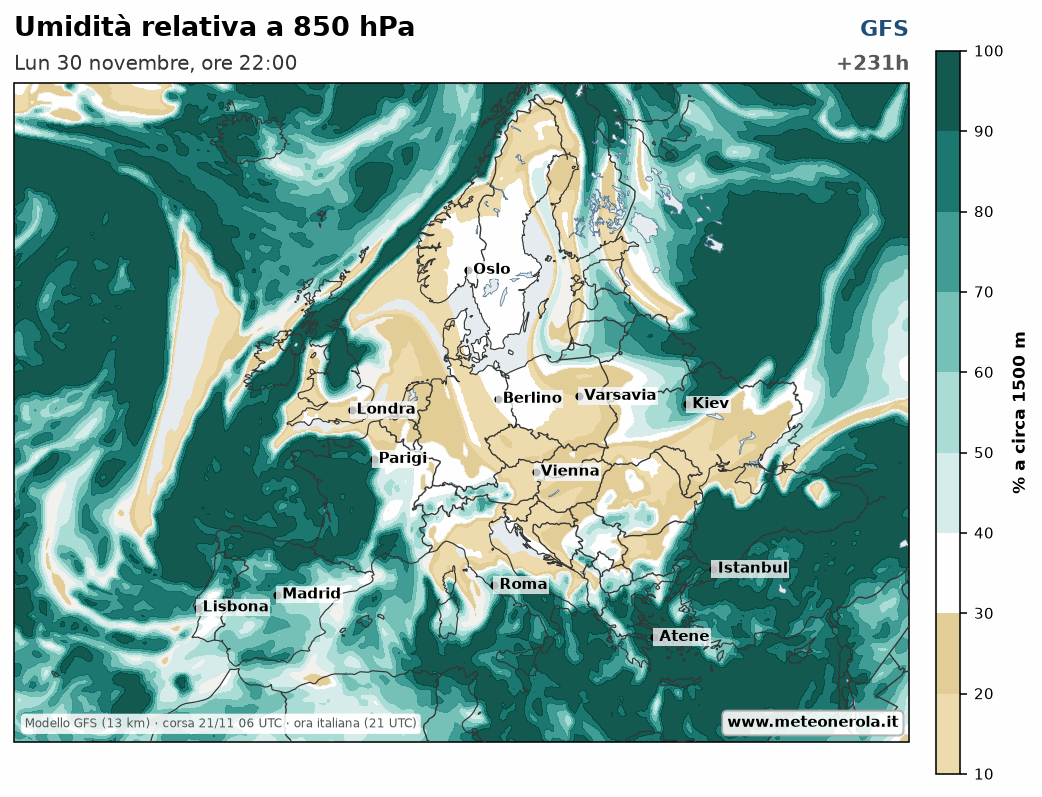 Umidità relativa a 850 hPa
GFS
Lun 30 novembre, ore 22:00
+231h
100
90
80
70
60
50
40
30
20
10
% a circa 1500 m
Oslo
Berlino
Varsavia
Kiev
Londra
Parigi
Vienna
Istanbul
Roma
Madrid
Lisbona
Atene
Modello GFS (13 km) · corsa 21/11 06 UTC · ora italiana (21 UTC)
www.meteonerola.it